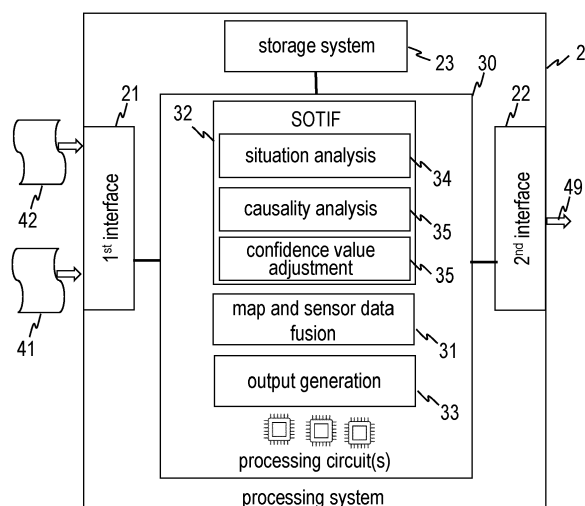 storage system
23
30
2
21
32
SOTIF
22
situation analysis
34
49
42
1st interface
causality analysis
35
2nd interface
confidence value
adjustment
35
41
map and sensor data
fusion
31
output generation
33
processing circuit(s)
processing system